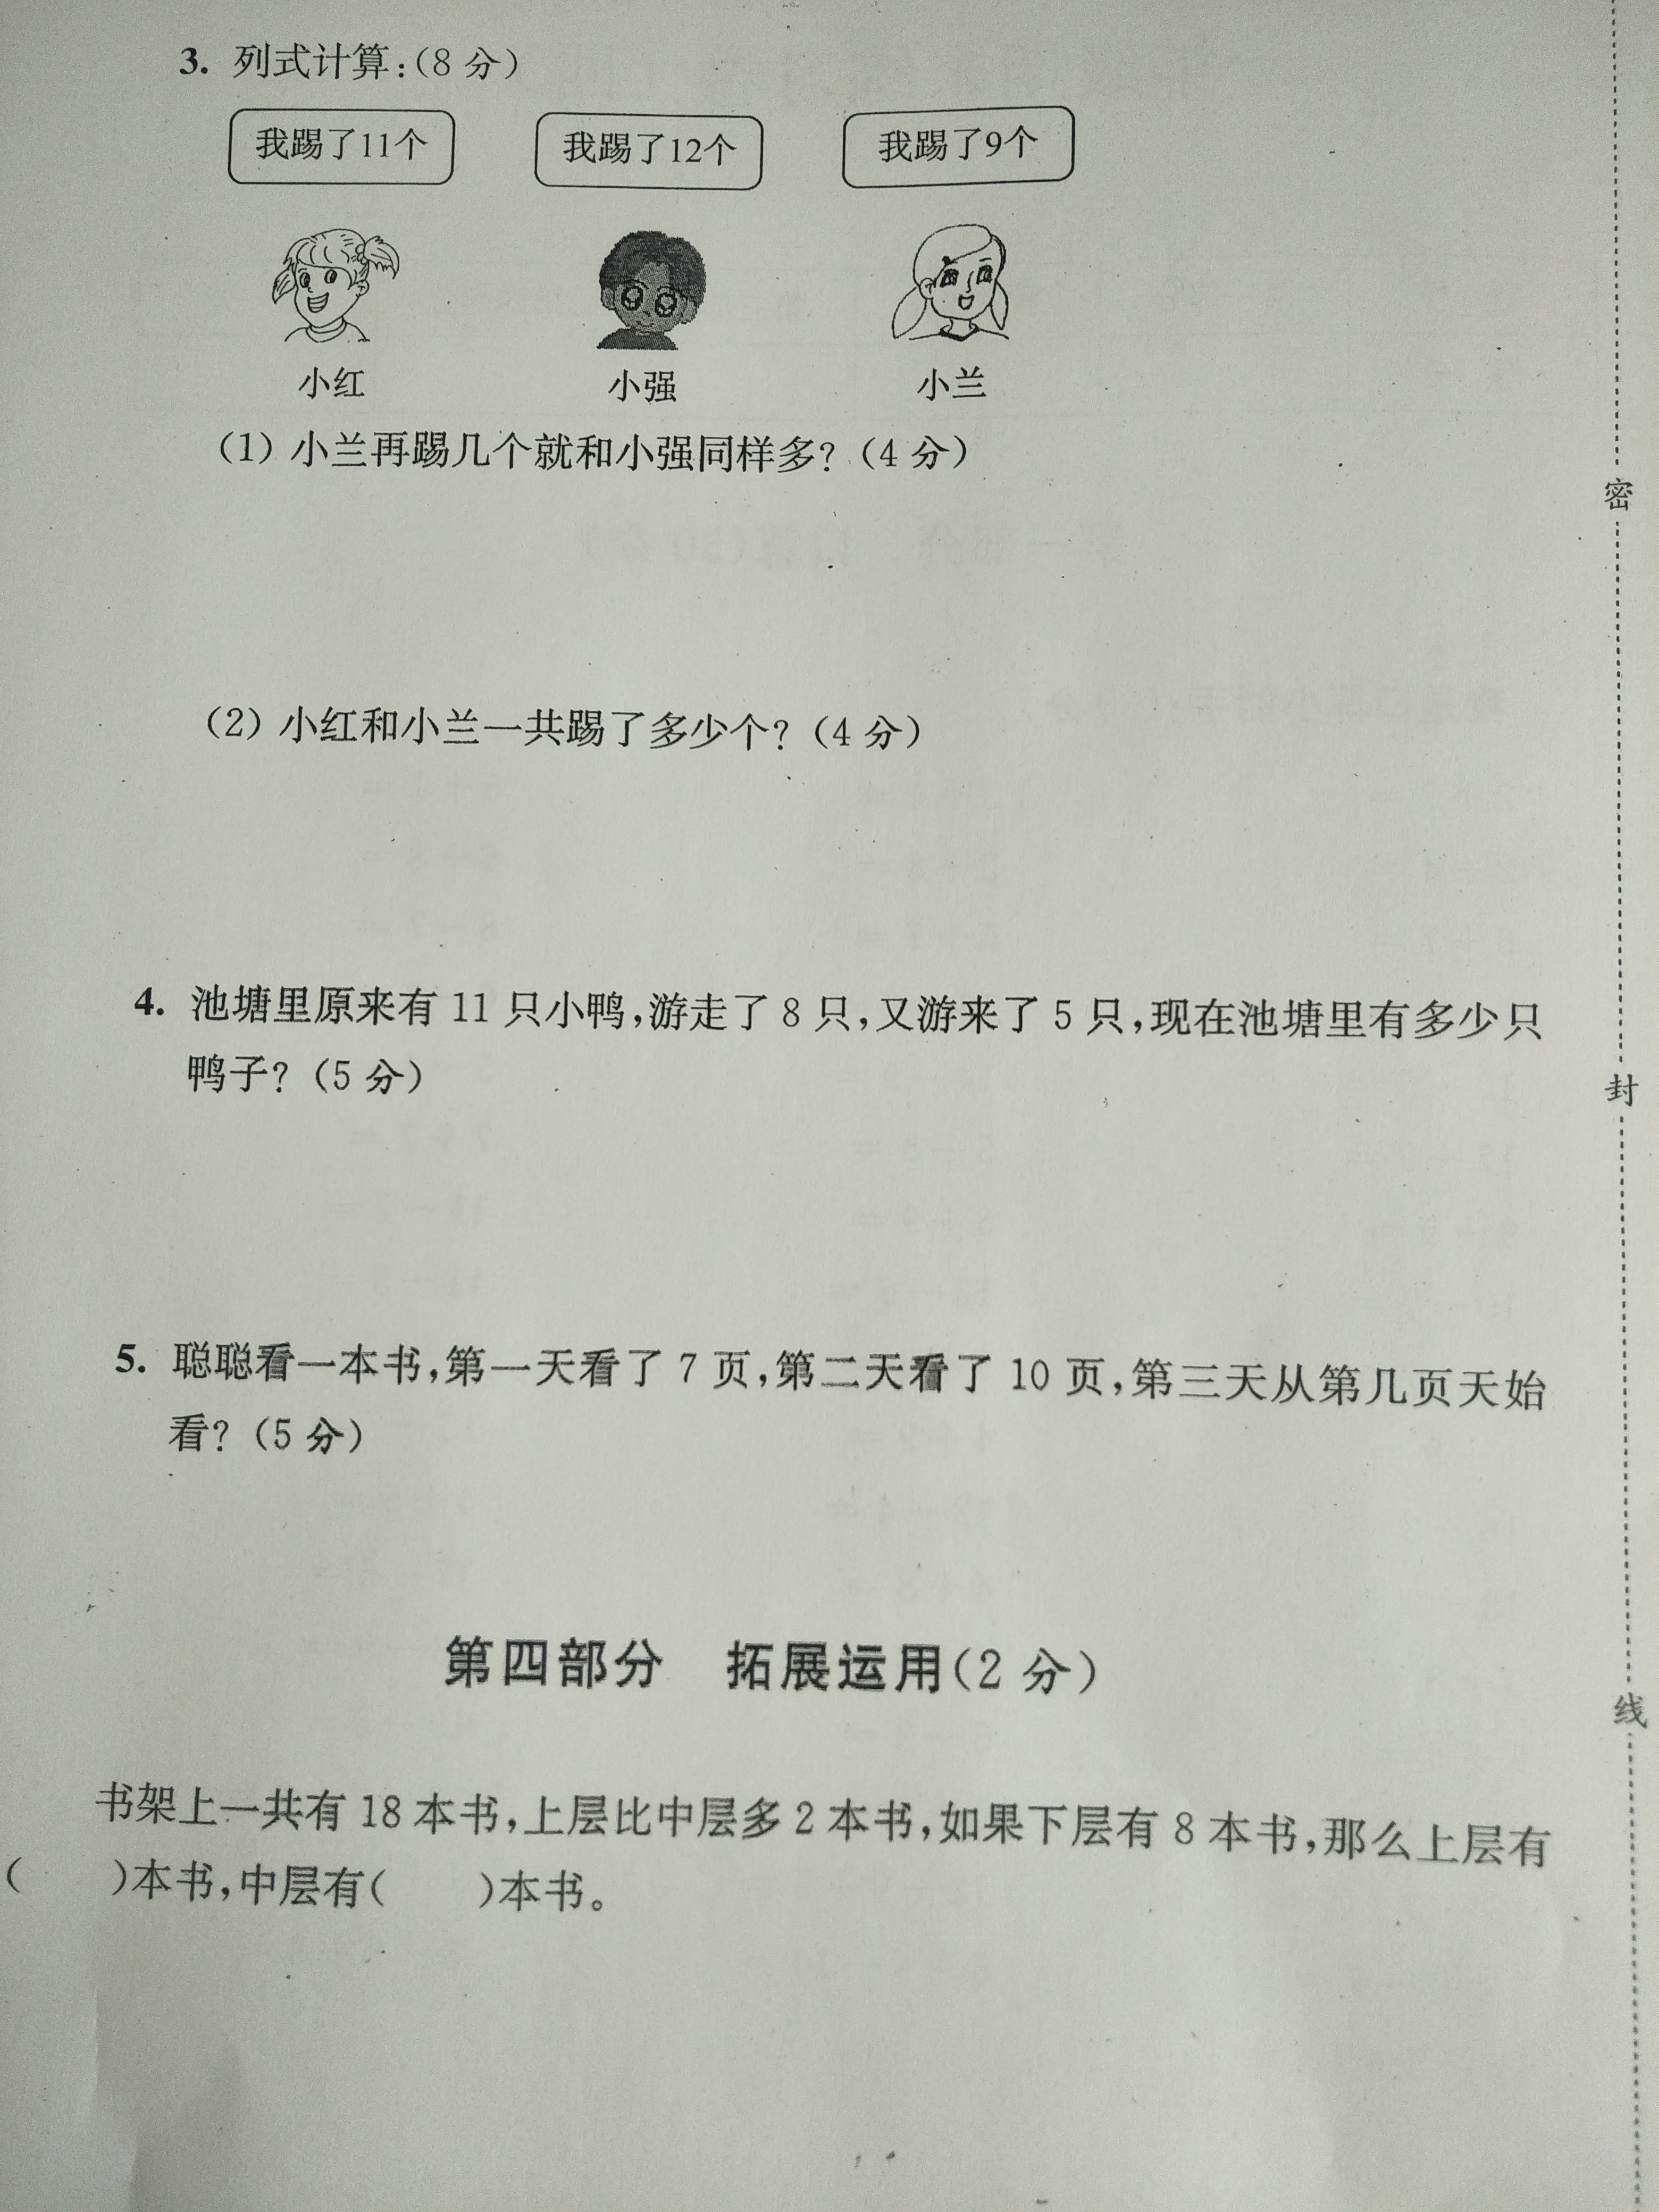 3. 列式计算:(8 分)
我踢了11个 我踢了12个 我踢了9个
小红 小强 小兰
(1) 小兰再踢几个就和小强同样多?(4 分)
(2) 小红和小兰一共踢了多少个?(4 分)
4. 池塘里原来有 11 只小鸭,游走了 8 只,又游来了 5 只,现在池塘里有多少只
鸭子?(5 分)
5. 聪聪看一本书,第一天看了 7 页,第二天看了 10 页,第三天从第几页天始
看?(5 分)
第四部分 拓展运用(2 分)
书架上一共有 18 本书,上层比中层多 2 本书,如果下层有 8 本书,那么上层有
( )本书,中层有( )本书。
密
封
线